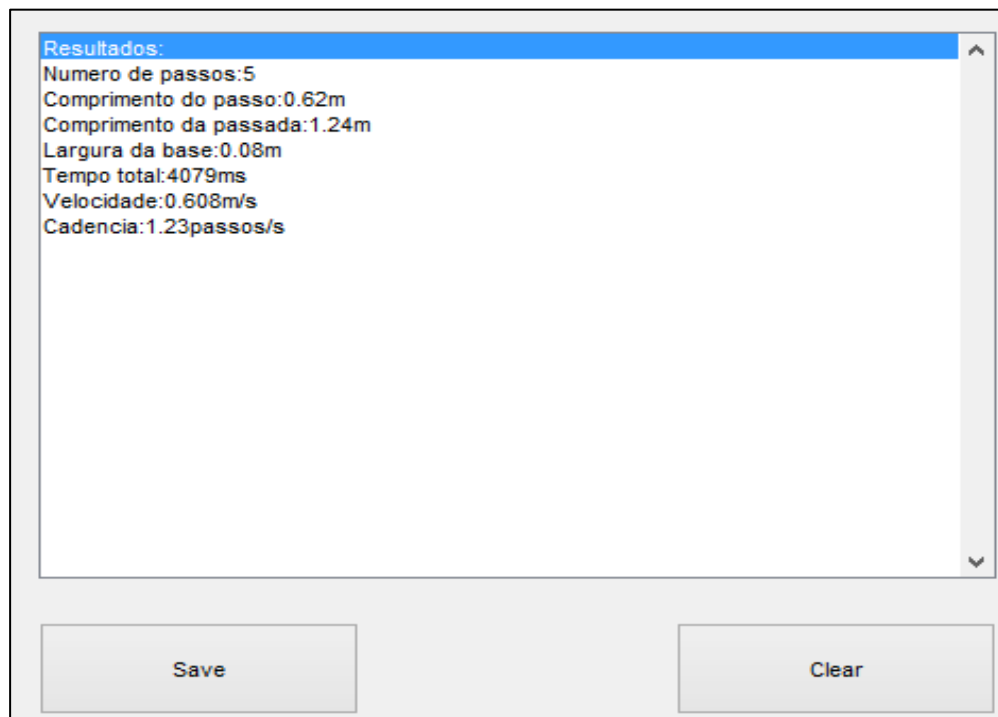 Resultados:
Numero de passos:5
Comprimento do passo:0.62m
Comprimento da passada:1.24m
Largura da base:0.08m
Tempo total:4079ms
Velocidade:0.608m/s
Cadencia:1.23passos/s
Save
Clear